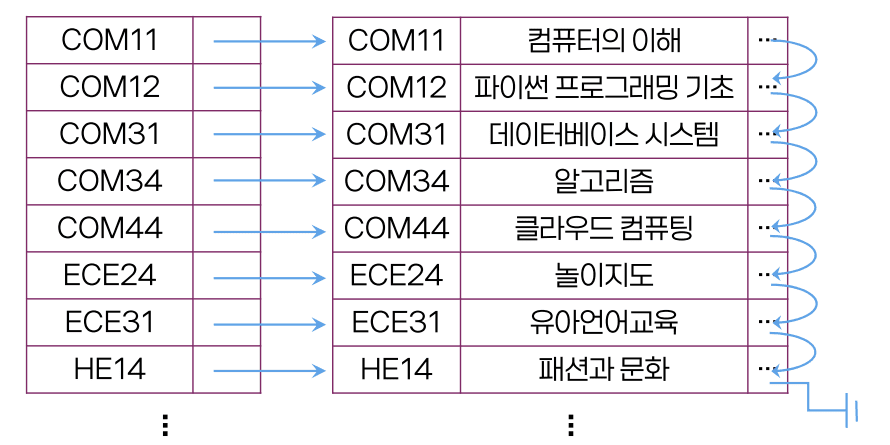 COM11 COM11 컴퓨터의 이해 ...
COM12 COM12 파이썬 프로그래밍 기초 ...
COM31 COM31 데이터베이스 시스템 ...
COM34 COM34 알고리즘 ...
COM44 COM44 클라우드 컴퓨팅 ...
ECE24 ECE24 놀이지도 ...
ECE31 ECE31 유아언어교육 ...
HE14 HE14 패션과 문화 ...
⋮ ⋮